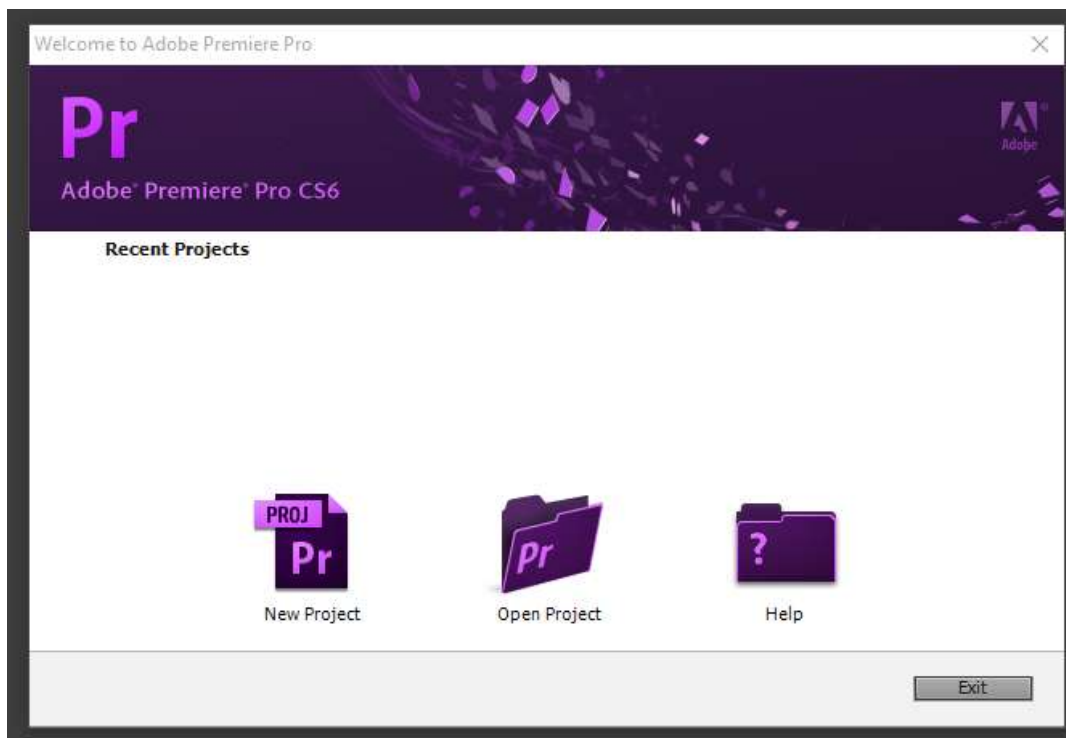 Welcome to Adobe Premiere Pro
Pr
Adobe® Premiere® Pro CS6
Adobe®
Recent Projects
PROJ
Pr
Pr
?
New Project
Open Project
Help
Exit